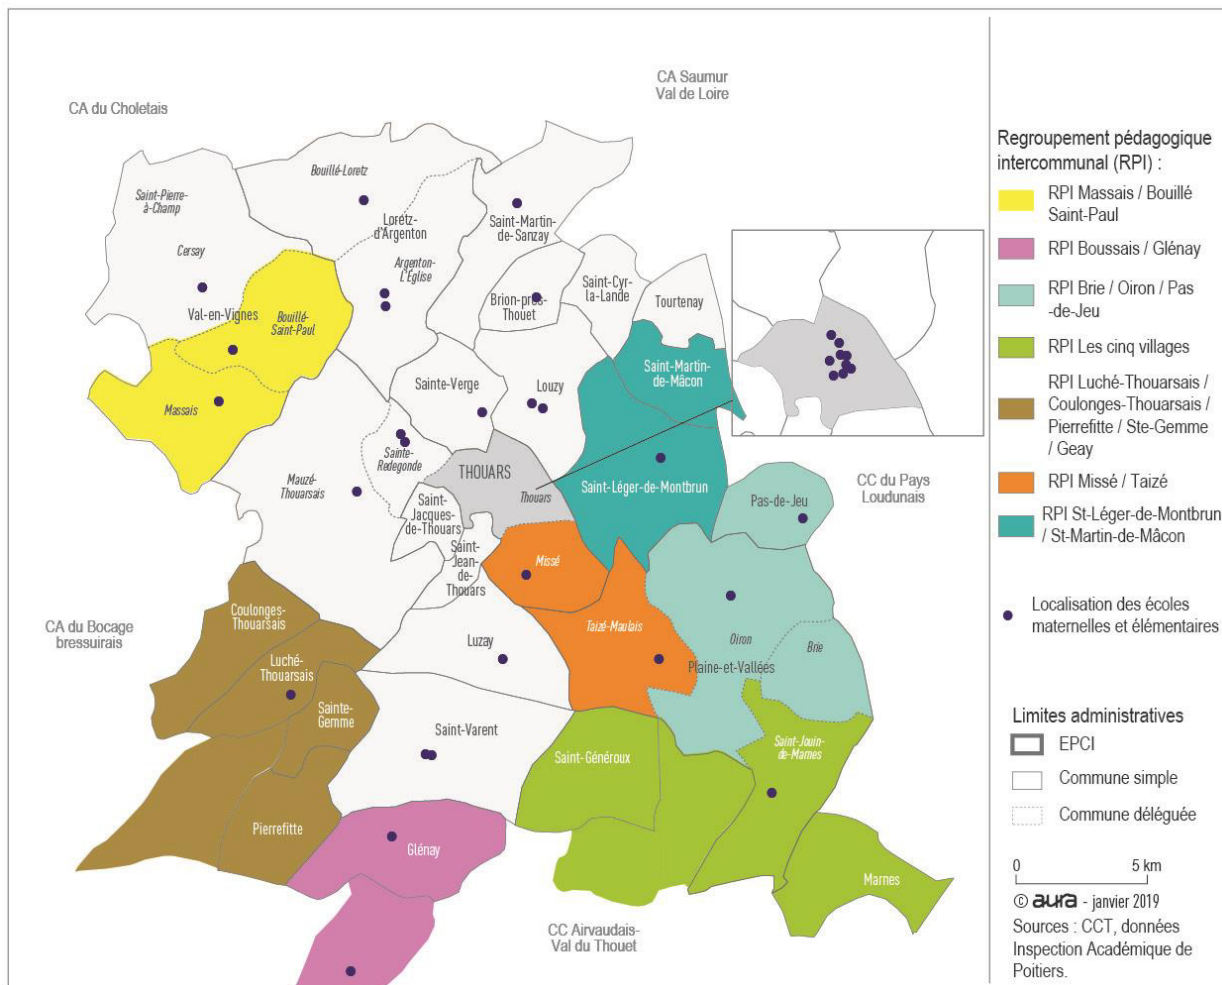 CA Saumur
Val de Loire
CA du Choletais
Bouillé-Loretz
Saint-Pierre-
à-Champ
Loretz-
d'Argenton
Saint-Martin-
de-Sanzay
Cersay
Argenton-
L'Église
Saint-Cyr-
la-Lande
Brion-près-
Thouet
Tourtenay
Val-en-Vignes
Bouillé-
Saint-Paul
Saint-Martin-
de-Mâcon
Sainte-Verge
Louzy
Massais
Sainte-
Radegonde
THOUARS
Thouars
Mauzé-
Thouarsais
Saint-Léger-de-Montbrun
CC du Pays
Loudunais
Pas-de-Jeu
Saint-
Jacques-
de-Thouars
Saint-
Jean-
de-
Thouars
Missé
CA du Bocage
bressuirais
Coulonges-
Thouarsais
Taizé-Maulais
Oiron
Brie
Luzay
Plaine-et-Vallées
Luché-
Thouarsais
Sainte-
Gemme
Saint-Varent
Saint-Généroux
Saint-Jouin-
de-Marnes
Pierrefitte
Glénay
Marnes
CC Airvaudais-
Val du Thouet
Regroupement pédagogique
intercommunal (RPI) :
RPI Massais / Bouillé
Saint-Paul
RPI Boussais / Glénay
RPI Brie / Oiron / Pas
-de-Jeu
RPI Les cinq villages
RPI Luché-Thouarsais /
Coulonges-Thouarsais /
Pierrefitte / Ste-Gemme
/ Geay
RPI Missé / Taizé
RPI St-Léger-de-Montbrun
/ St-Martin-de-Mâcon
Localisation des écoles
maternelles et élémentaires
Limites administratives
EPCI
Commune simple
Commune déléguée
0 5 km
© aura - janvier 2019
Sources : CCT, données
Inspection Académique de
Poitiers.